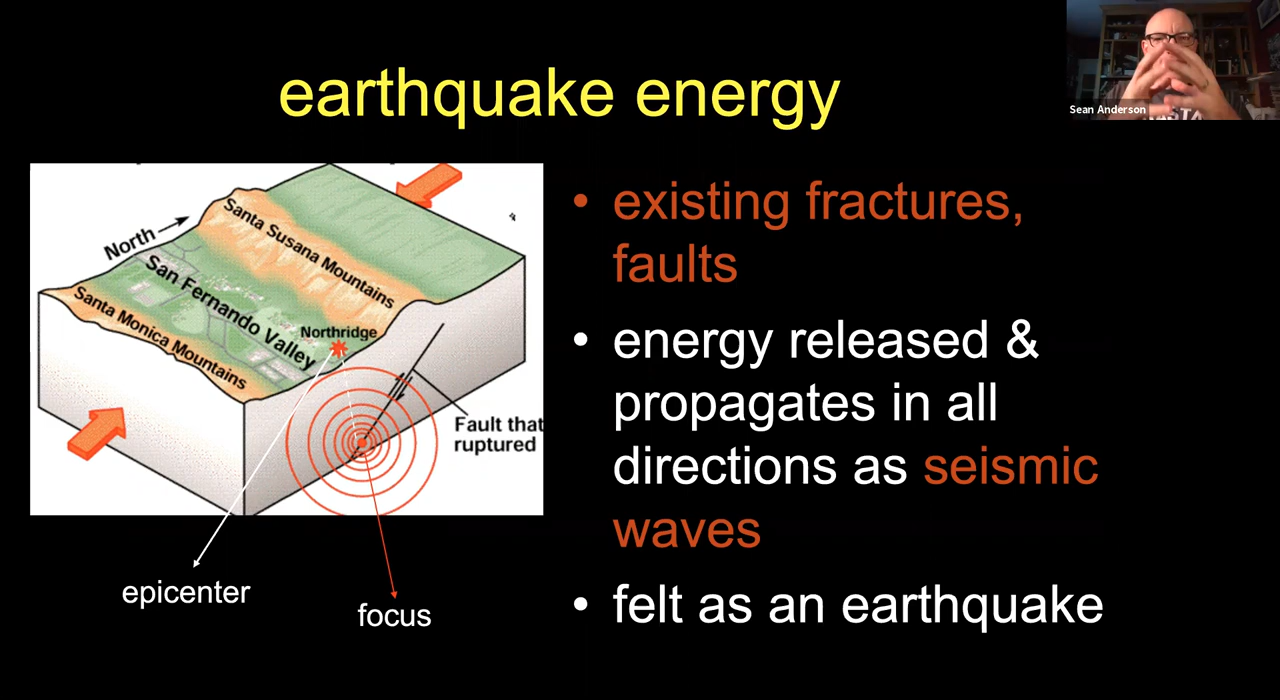 earthquake energy
Sean Anderson
North
Santa Susana Mountains
San Fernando Valley
Santa Monica Mountains
Northridge
Fault that
ruptured
epicenter
focus
• existing fractures,
faults
• energy released &
propagates in all
directions as seismic
waves
• felt as an earthquake